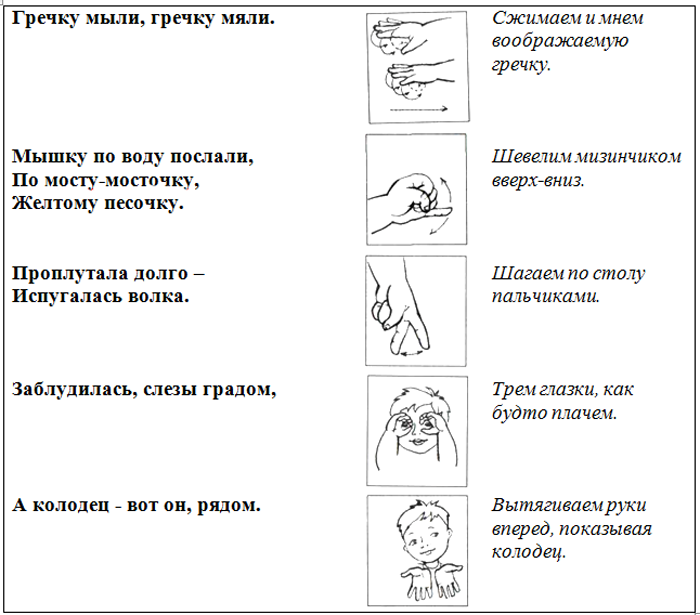 Гречку мыли, гречку мяли.
Сжимаем и мнем
воображаемую
гречку.
Мышку по воду послали,
По мосту-мосточку,
Желтому песочку.
Шевелим мизинчиком
вверх-вниз.
Проплутала долго –
Испугалась волка.
Шагаем по столу
пальчиками.
Заблудилась, слезы градом,
Трем глазки, как
будто плачем.
А колодец - вот он, рядом.
Вытягиваем руки
вперед, показывая
колодец.